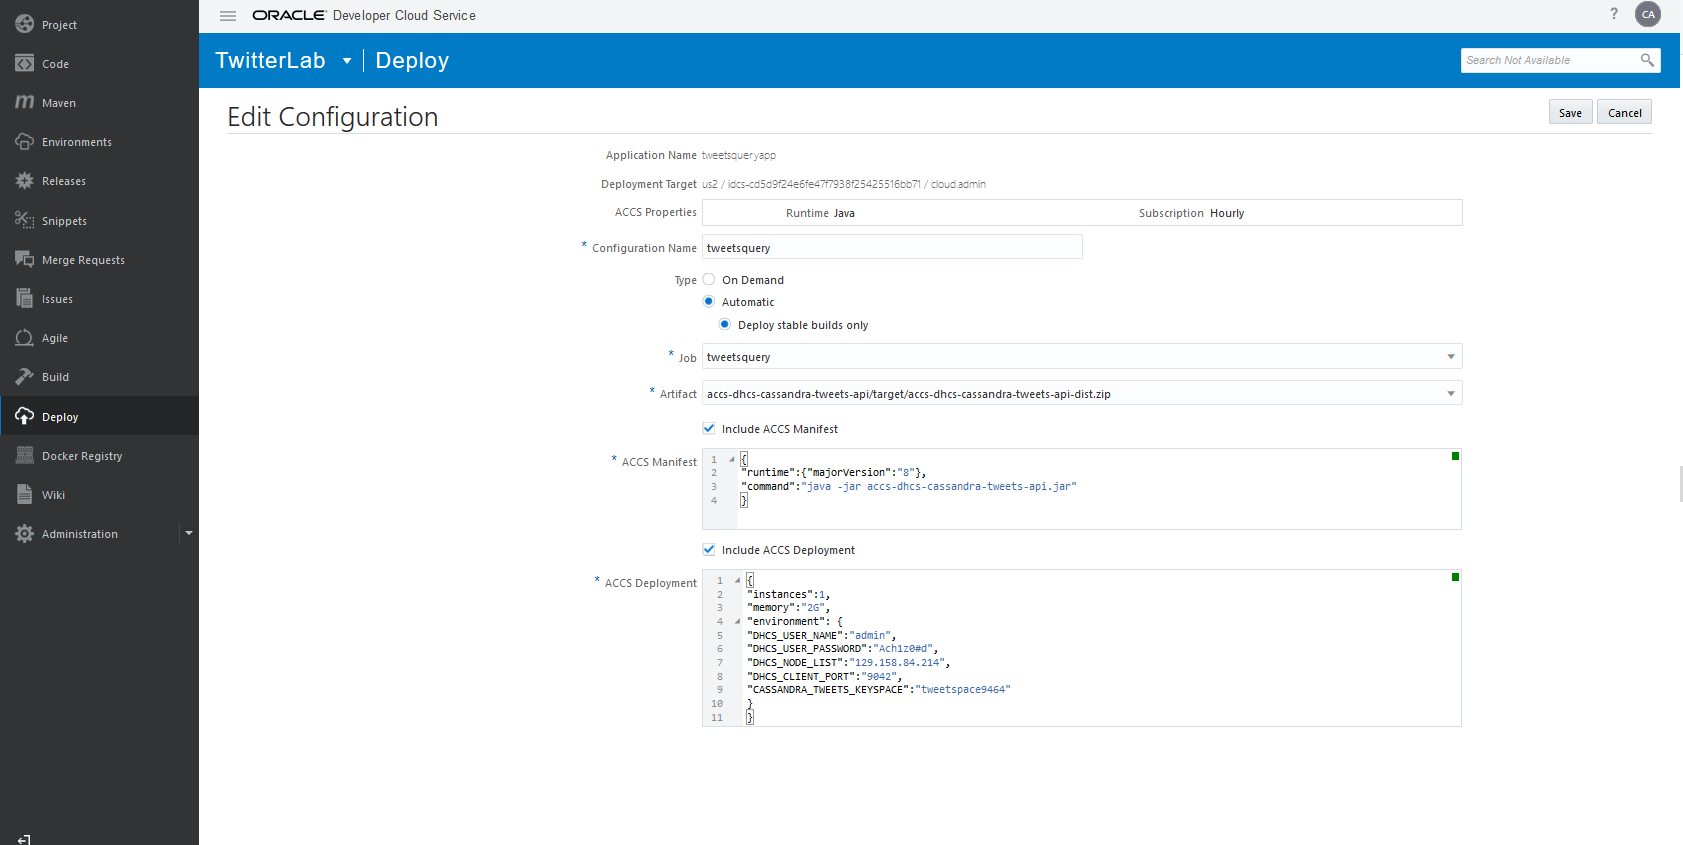 Project
Code
Maven
Environments
Releases
Snippets
Merge Requests
Issues
Agile
Build
Deploy
Docker Registry
Wiki
Administration
ORACLE Developer Cloud Service
?
CA
TwitterLab Deploy
Search Not Available
Edit Configuration
Save Cancel
Application Name tweetsqueryapp
Deployment Target us2 / idcs-cd5d9f24e6fe47f7938f25425516bb71 / cloud.admin
ACCS Properties Runtime Java Subscription Hourly
* Configuration Name tweetsquery
Type On Demand
Automatic
Deploy stable builds only
* Job tweetsquery
* Artifact accs-dhcs-cassandra-tweets-api/target/accs-dhcs-cassandra-tweets-api-dist.zip
Include ACCS Manifest
* ACCS Manifest
1 {
2 "runtime":{"majorVersion":"8"},
3 "command":"java -jar accs-dhcs-cassandra-tweets-api.jar"
4 }
Include ACCS Deployment
* ACCS Deployment
1 {
2 "instances":1,
3 "memory":"2G",
4 "environment": {
5 "DHCS_USER_NAME":"admin",
6 "DHCS_USER_PASSWORD":"Ach1z0#d",
7 "DHCS_NODE_LIST":"129.158.84.214",
8 "DHCS_CLIENT_PORT":"9042",
9 "CASSANDRA_TWEETS_KEYSPACE":"tweetspace9464"
10 }
11 }